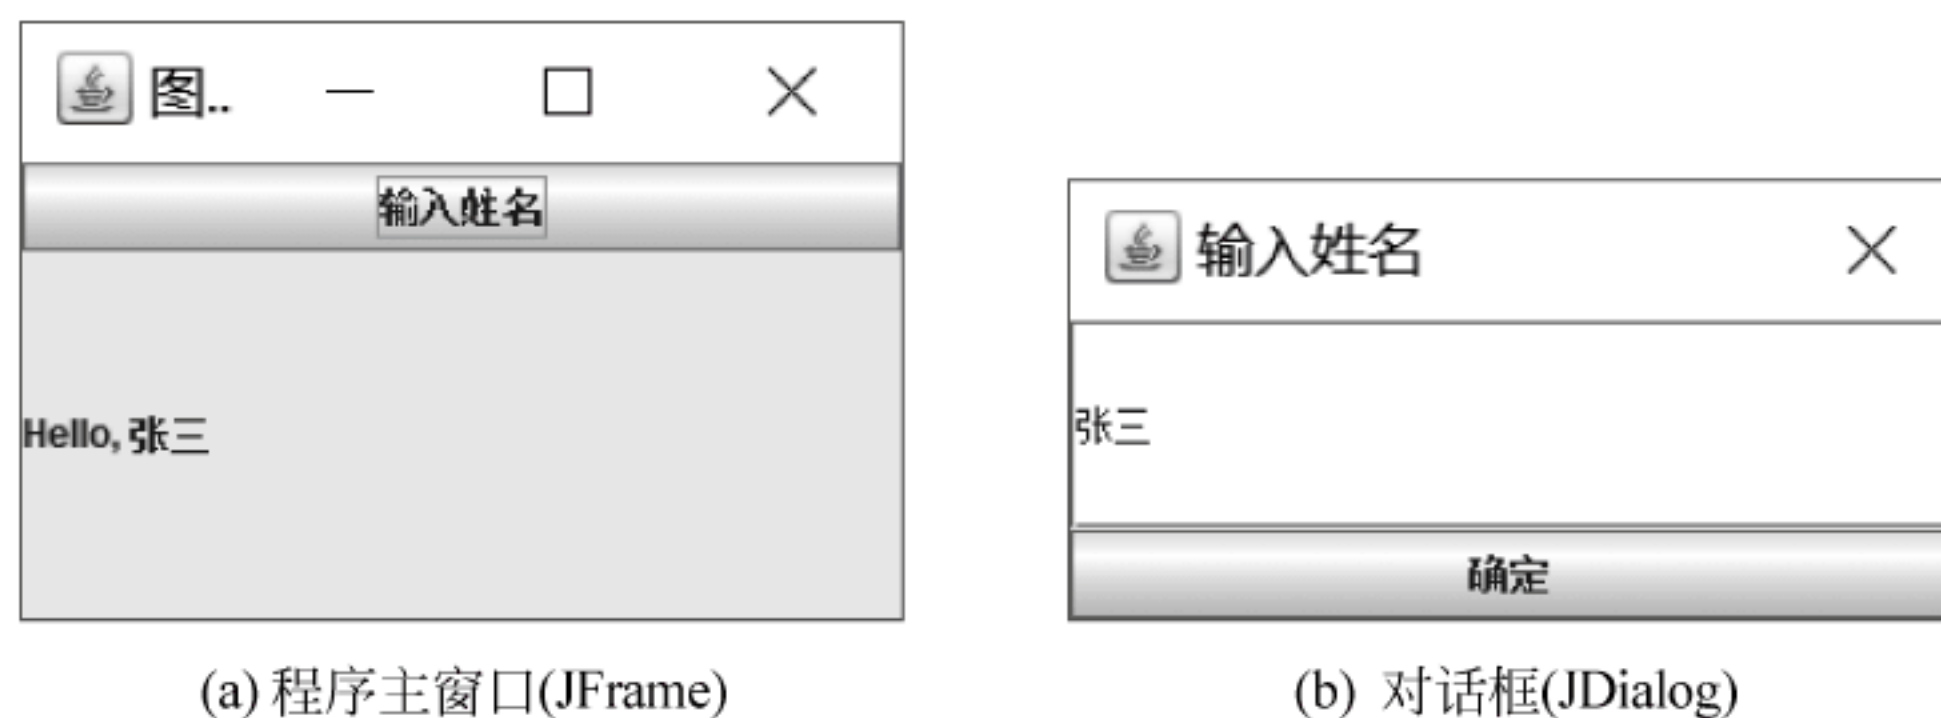 图..
输入姓名
Hello, 张三
(a) 程序主窗口(JFrame)
输入姓名
张三
确定
(b) 对话框(JDialog)